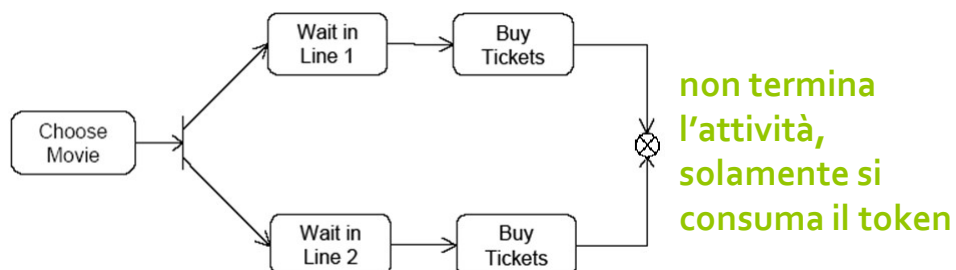 Wait in
Line 1
Buy
Tickets
Choose
Movie
Wait in
Line 2
Buy
Tickets
non termina
l’attività,
solamente si
consuma il token